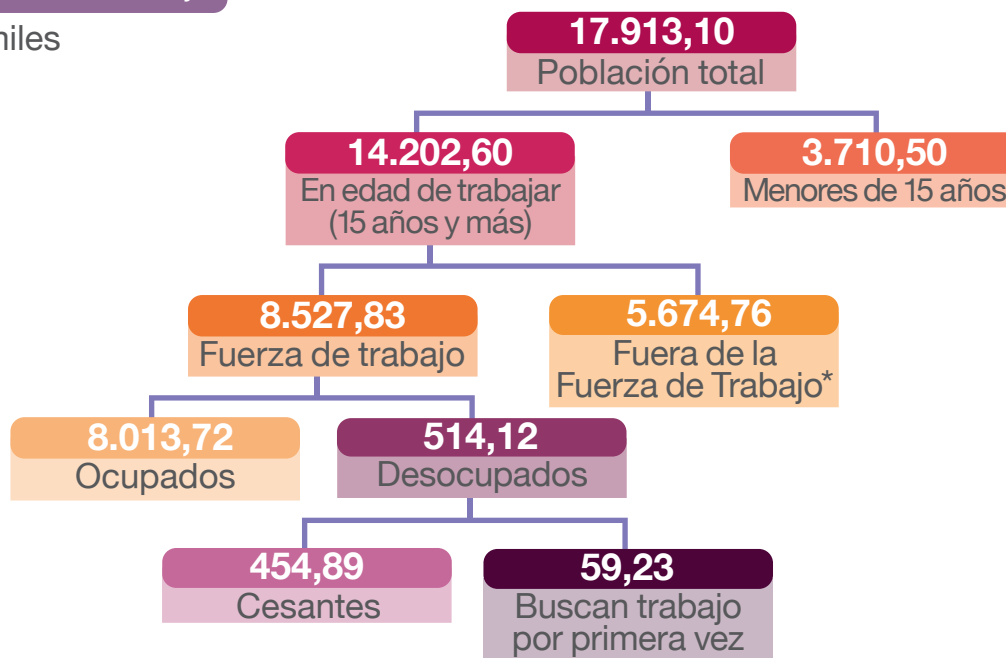 miles
17.913,10
Población total
14.202,60
En edad de trabajar
(15 años y más)
3.710,50
Menores de 15 años
8.527,83
Fuerza de trabajo
5.674,76
Fuera de la
Fuerza de Trabajo*
8.013,72
Ocupados
514,12
Desocupados
454,89
Cesantes
59,23
Buscan trabajo
por primera vez